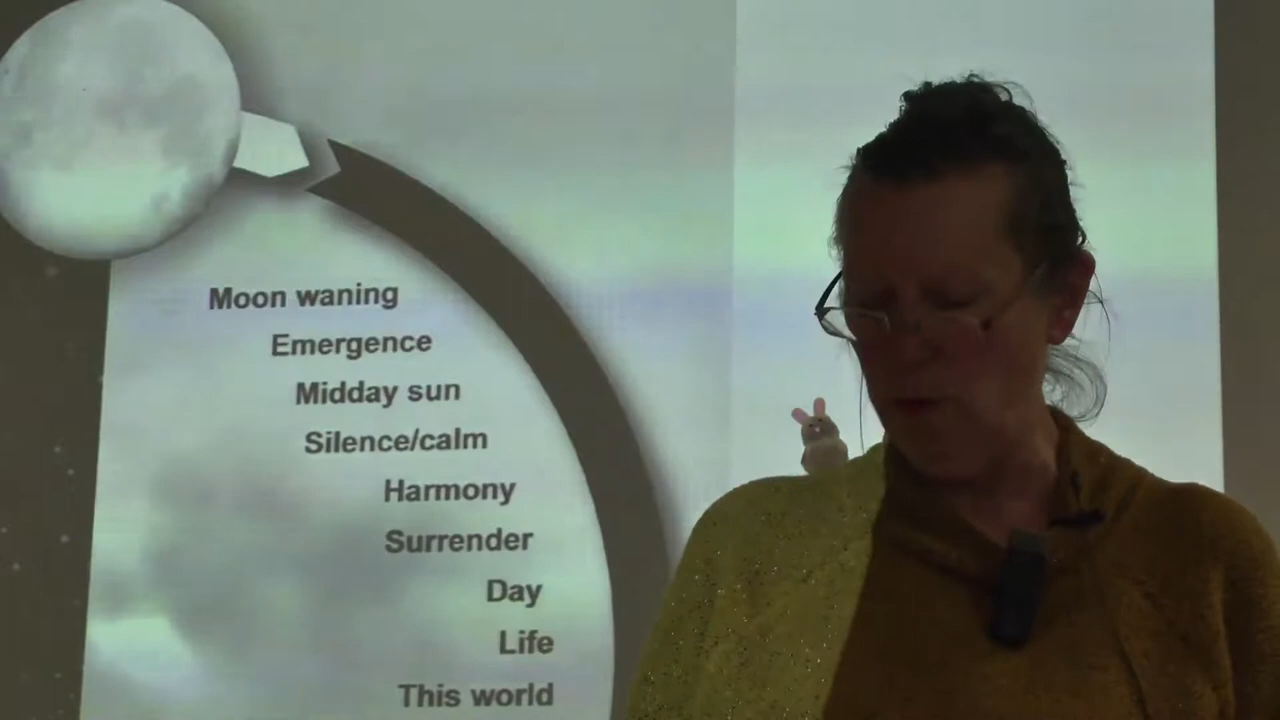 Moon waning
Emergence
Midday sun
Silence/calm
Harmony
Surrender
Day
Life
This world